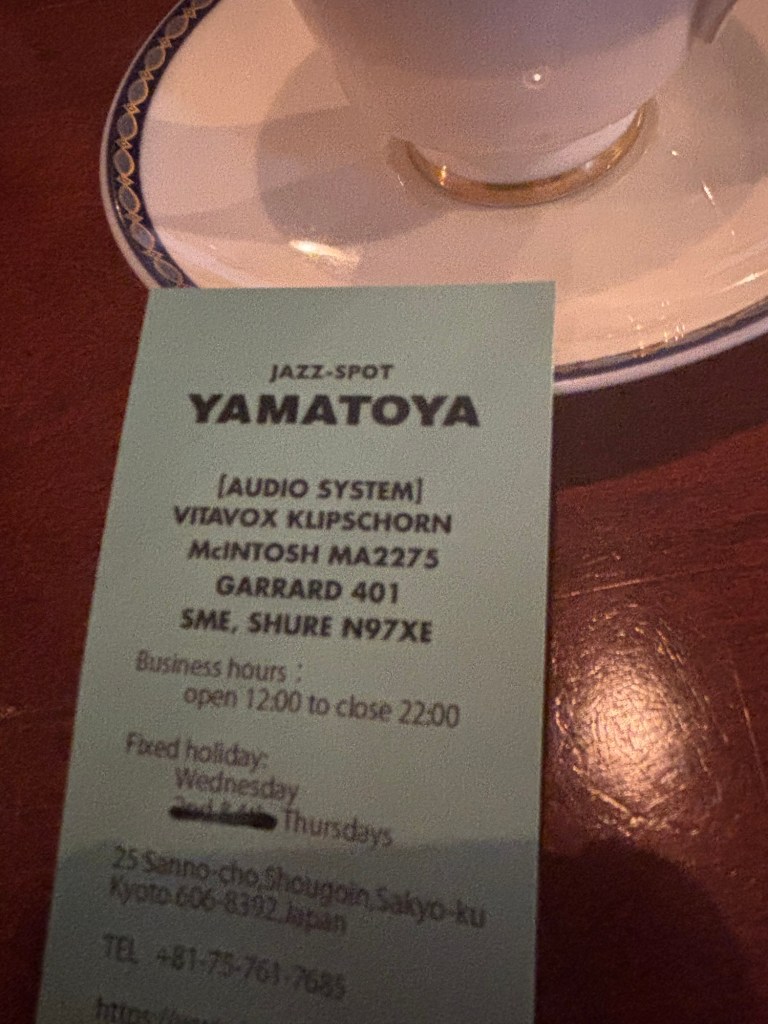 JAZZ-SPOT
YAMATOYA
[AUDIO SYSTEM]
VITAVOX KLIPSCHORN
McINTOSH MA2275
GARRARD 401
SME, SHURE N97XE
Business hours :
open 12:00 to close 22:00
Fixed holiday:
Wednesday
Thursdays
25 Sanno-cho,Shougoin,Sakyo-ku
Kyoto 606-8392,Japan
TEL +81-75-761-7685